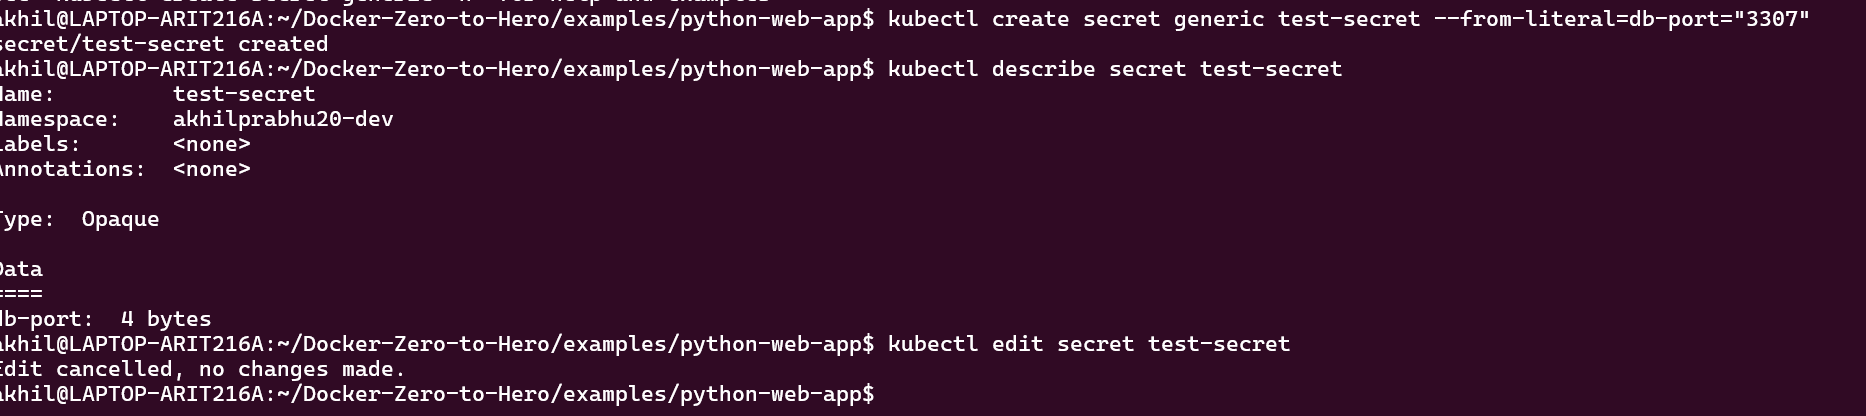 akhil@LAPTOP-ARIT216A:~/Docker-Zero-to-Hero/examples/python-web-app$ kubectl create secret generic test-secret --from-literal=db-port="3307"
secret/test-secret created
akhil@LAPTOP-ARIT216A:~/Docker-Zero-to-Hero/examples/python-web-app$ kubectl describe secret test-secret
Name:         test-secret
Namespace:    akhilprabhu20-dev
Labels:       <none>
Annotations:  <none>
Type:  Opaque
Data
====
db-port:  4 bytes
akhil@LAPTOP-ARIT216A:~/Docker-Zero-to-Hero/examples/python-web-app$ kubectl edit secret test-secret
Edit cancelled, no changes made.
akhil@LAPTOP-ARIT216A:~/Docker-Zero-to-Hero/examples/python-web-app$